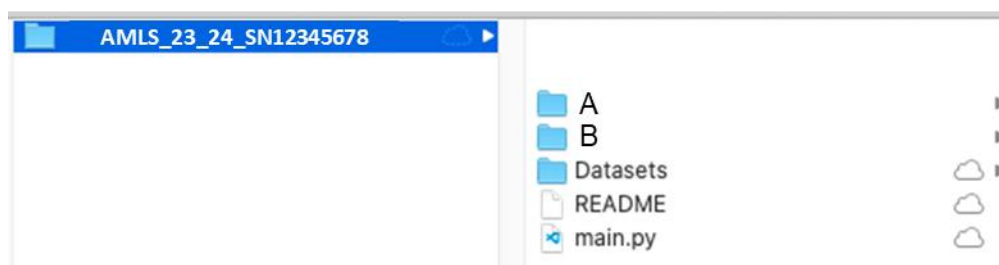 AMLS_23_24_SN12345678
A
B
Datasets
README
main.py